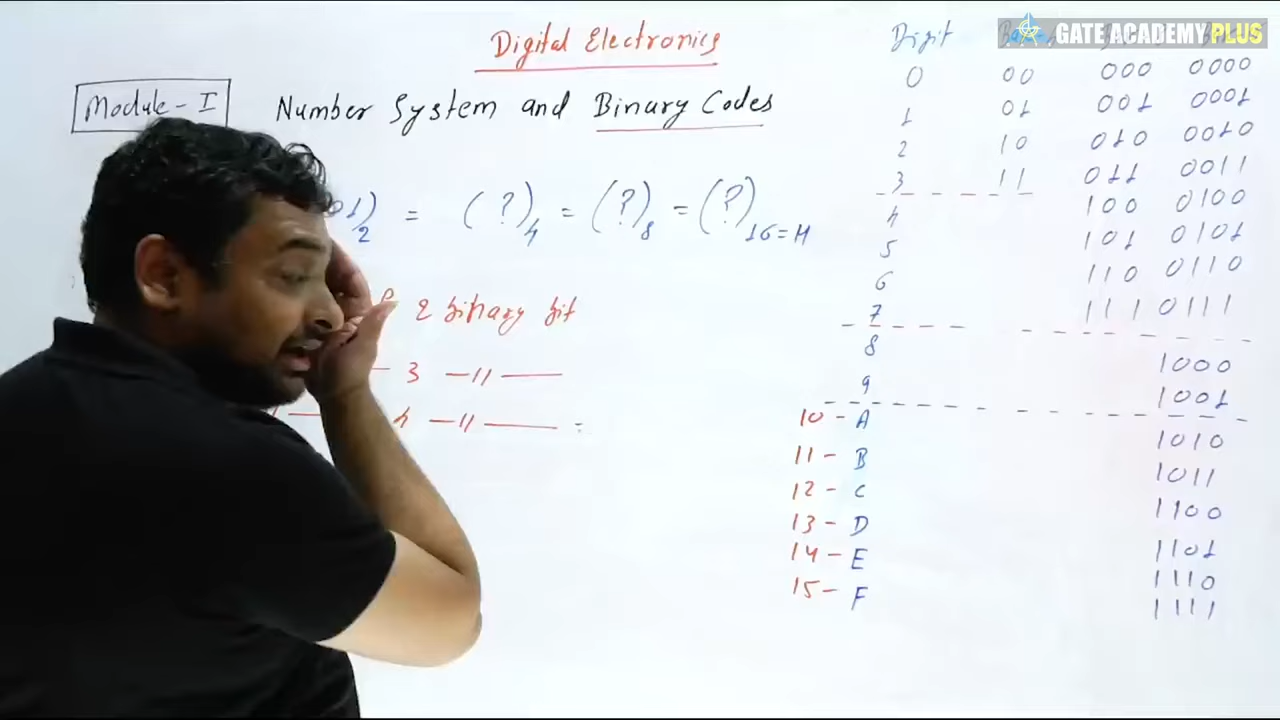 Digital Electronics
Module - I Number System and Binary Codes
01)2 = (?)4 = (?)8 = (?)16=H
2 binary bit
3 —〃——
4 —〃——
GATE ACADEMY PLUS
Digit
0 00 000 0000
1 01 001 0001
2 10 010 0010
3 11 011 0011
4 100 0100
5 101 0101
6 110 0110
7 111 0111
8 1000
9 1001
10 - A 1010
11 - B 1011
12 - C 1100
13 - D 1101
14 - E 1110
15 - F 1111